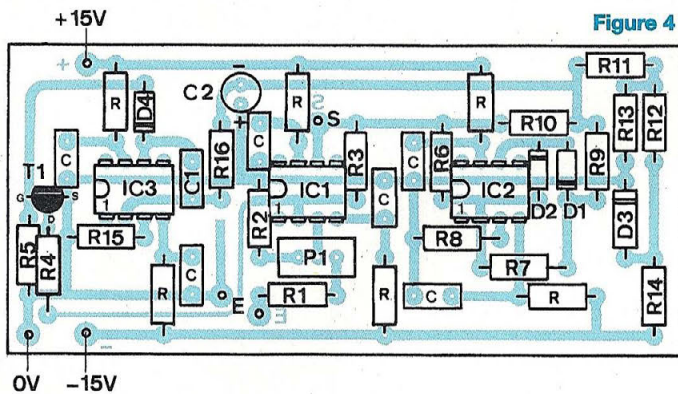 Figure 4
+15V
+
R
D4
C2
-
+
R
S
S
R
R11
R13
R12
R10
C
T1
G
S
D
IC3
1
C1
R16
C
IC1
1
R3
C
R6
IC2
1
D2
D1
R9
R5
R4
R15
R2
C
P1
R8
D3
R7
R
C
E
E
R1
R
C
R
R14
-
0V
-15V